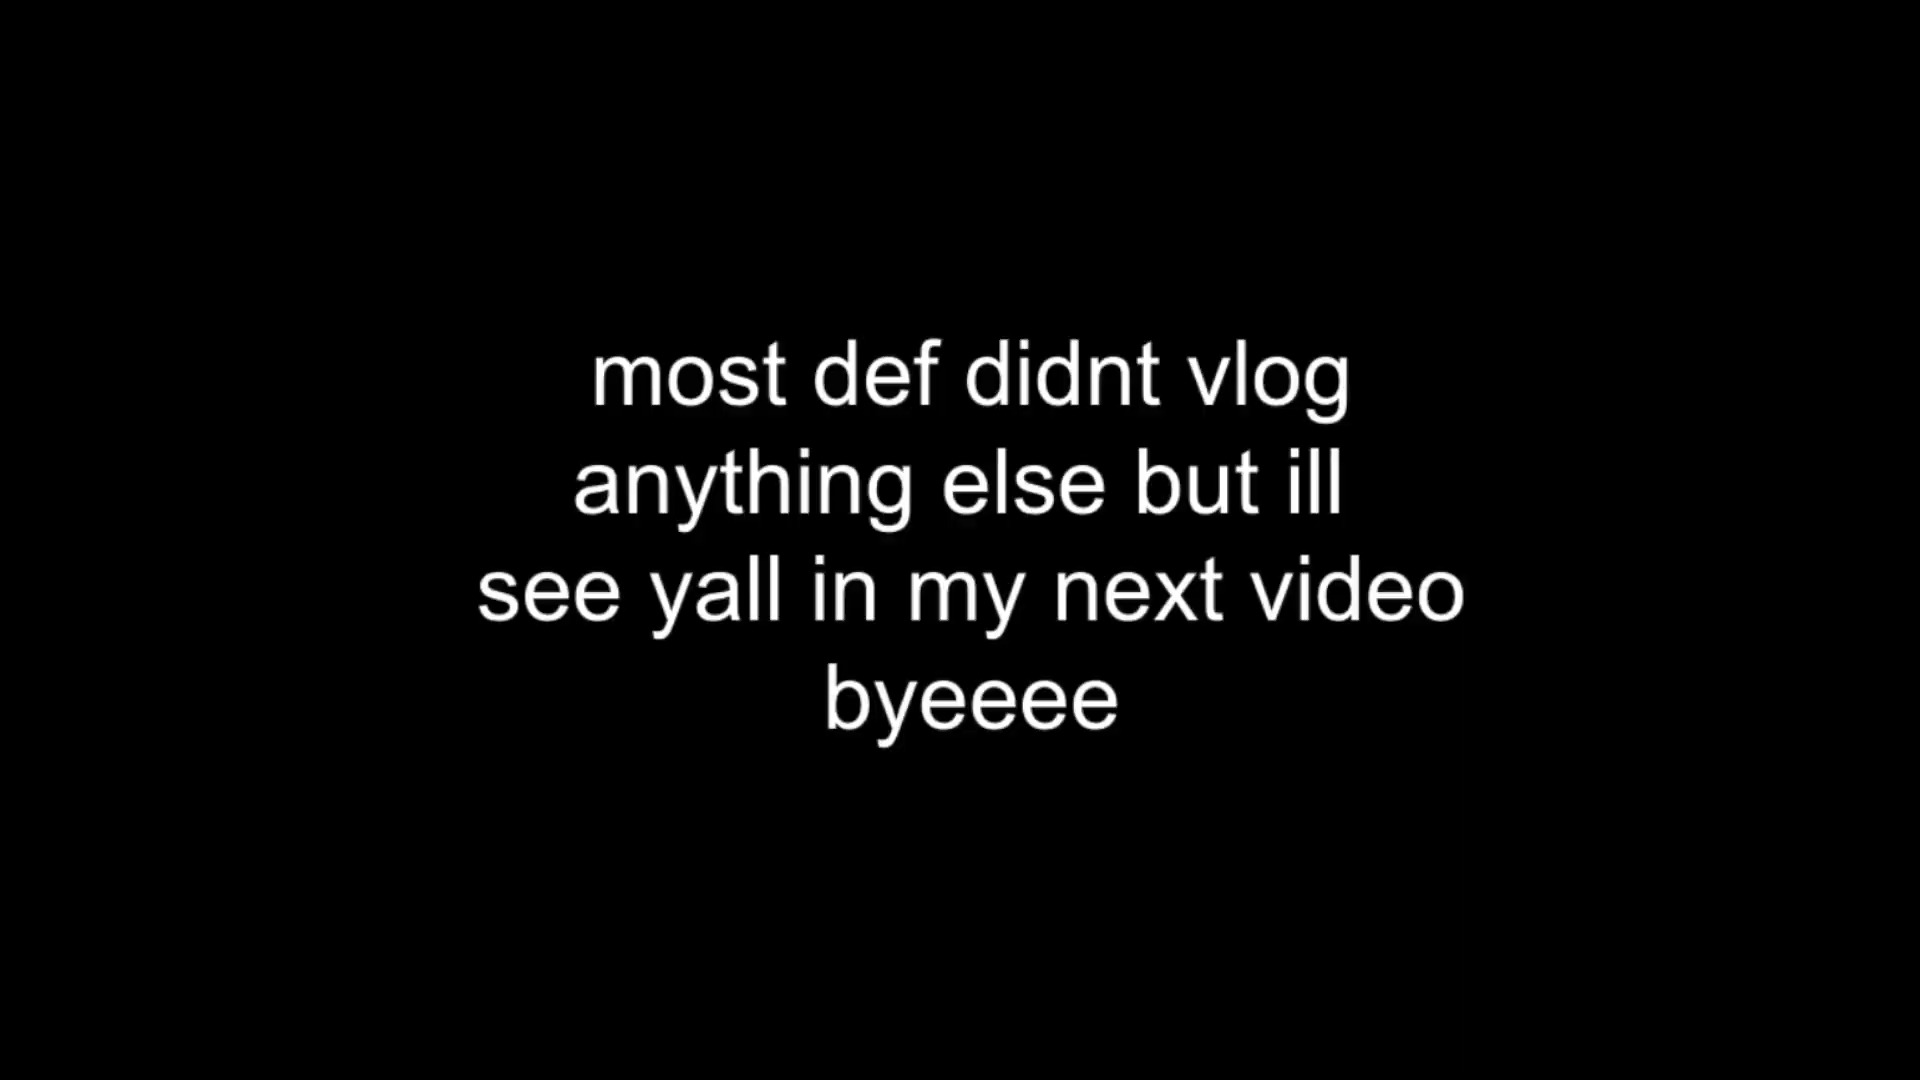 most def didnt vlog
anything else but ill
see yall in my next video
byeeee